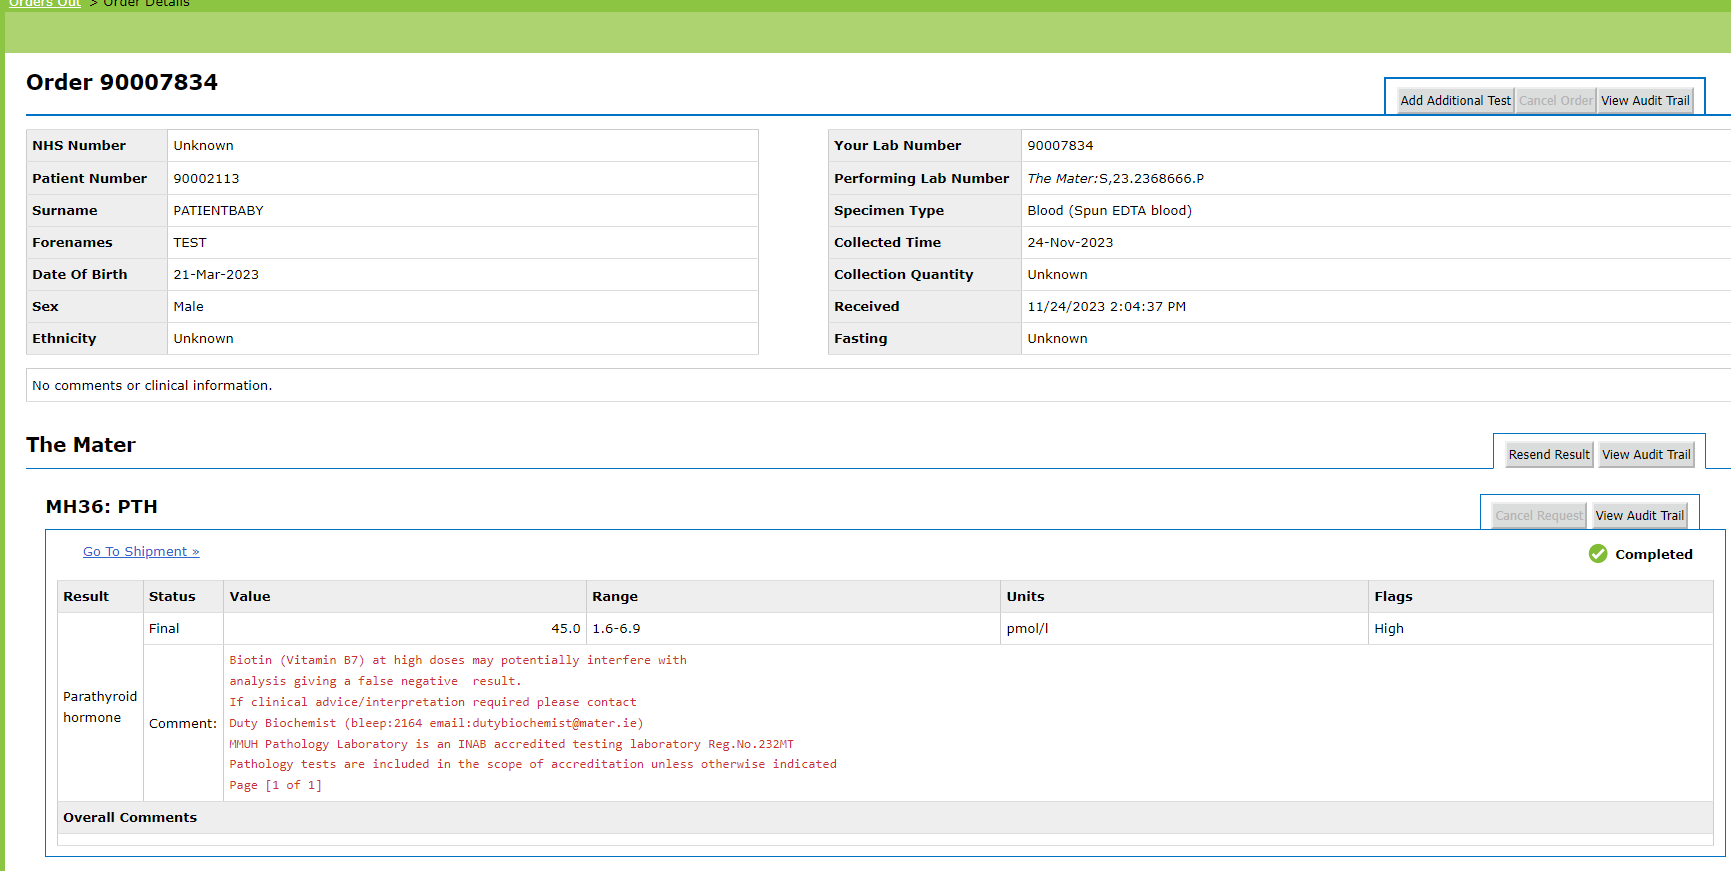 Orders Out > Order Details
Order 90007834
Add Additional Test Cancel Order View Audit Trail
NHS Number Unknown
Patient Number 90002113
Surname PATIENTBABY
Forenames TEST
Date Of Birth 21-Mar-2023
Sex Male
Ethnicity Unknown
Your Lab Number 90007834
Performing Lab Number The Mater:S,23.2368666.P
Specimen Type Blood (Spun EDTA blood)
Collected Time 24-Nov-2023
Collection Quantity Unknown
Received 11/24/2023 2:04:37 PM
Fasting Unknown
No comments or clinical information.
The Mater
Resend Result View Audit Trail
MH36: PTH
Cancel Request View Audit Trail
Go To Shipment »
Completed
Result Status Value Range Units Flags
Parathyroid
hormone
Final 45.0 1.6-6.9 pmol/l High
Comment:
Biotin (Vitamin B7) at high doses may potentially interfere with
analysis giving a false negative  result.
If clinical advice/interpretation required please contact
Duty Biochemist (bleep:2164 email:dutybiochemist@mater.ie)
MMUH Pathology Laboratory is an INAB accredited testing laboratory Reg.No.232MT
Pathology tests are included in the scope of accreditation unless otherwise indicated
Page [1 of 1]
Overall Comments